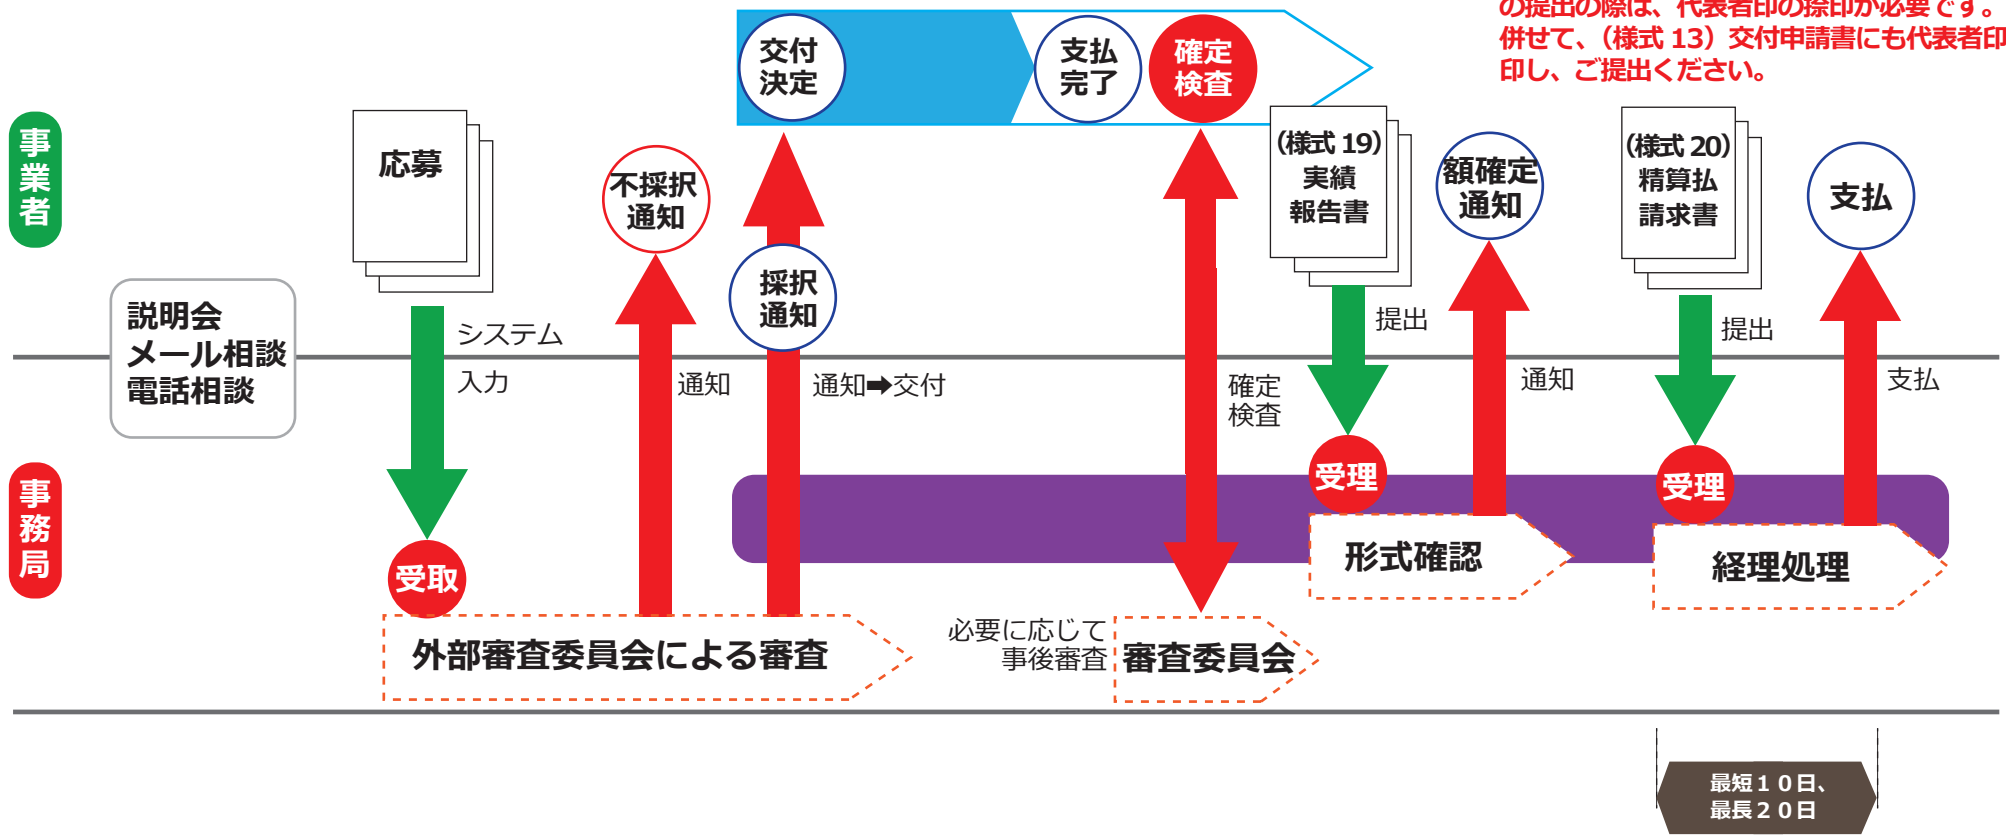 の提出の際は、代表者印の捺印が必要です。
併せて、（様式 13）交付申請書にも代表者印
印し、ご提出ください。
交付
決定
支払
完了
確定
検査
事業者
応募
不採択
通知
採択
通知
（様式 19）
実績
報告書
額確定
通知
（様式 20）
精算払
請求書
支払
説明会
メール相談
電話相談
システム
入力
通知
通知➡交付
確定
検査
提出
通知
提出
支払
事務局
受取
受理
受理
形式確認
経理処理
外部審査委員会による審査
必要に応じて
事後審査
審査委員会
最短１０日、
最長２０日